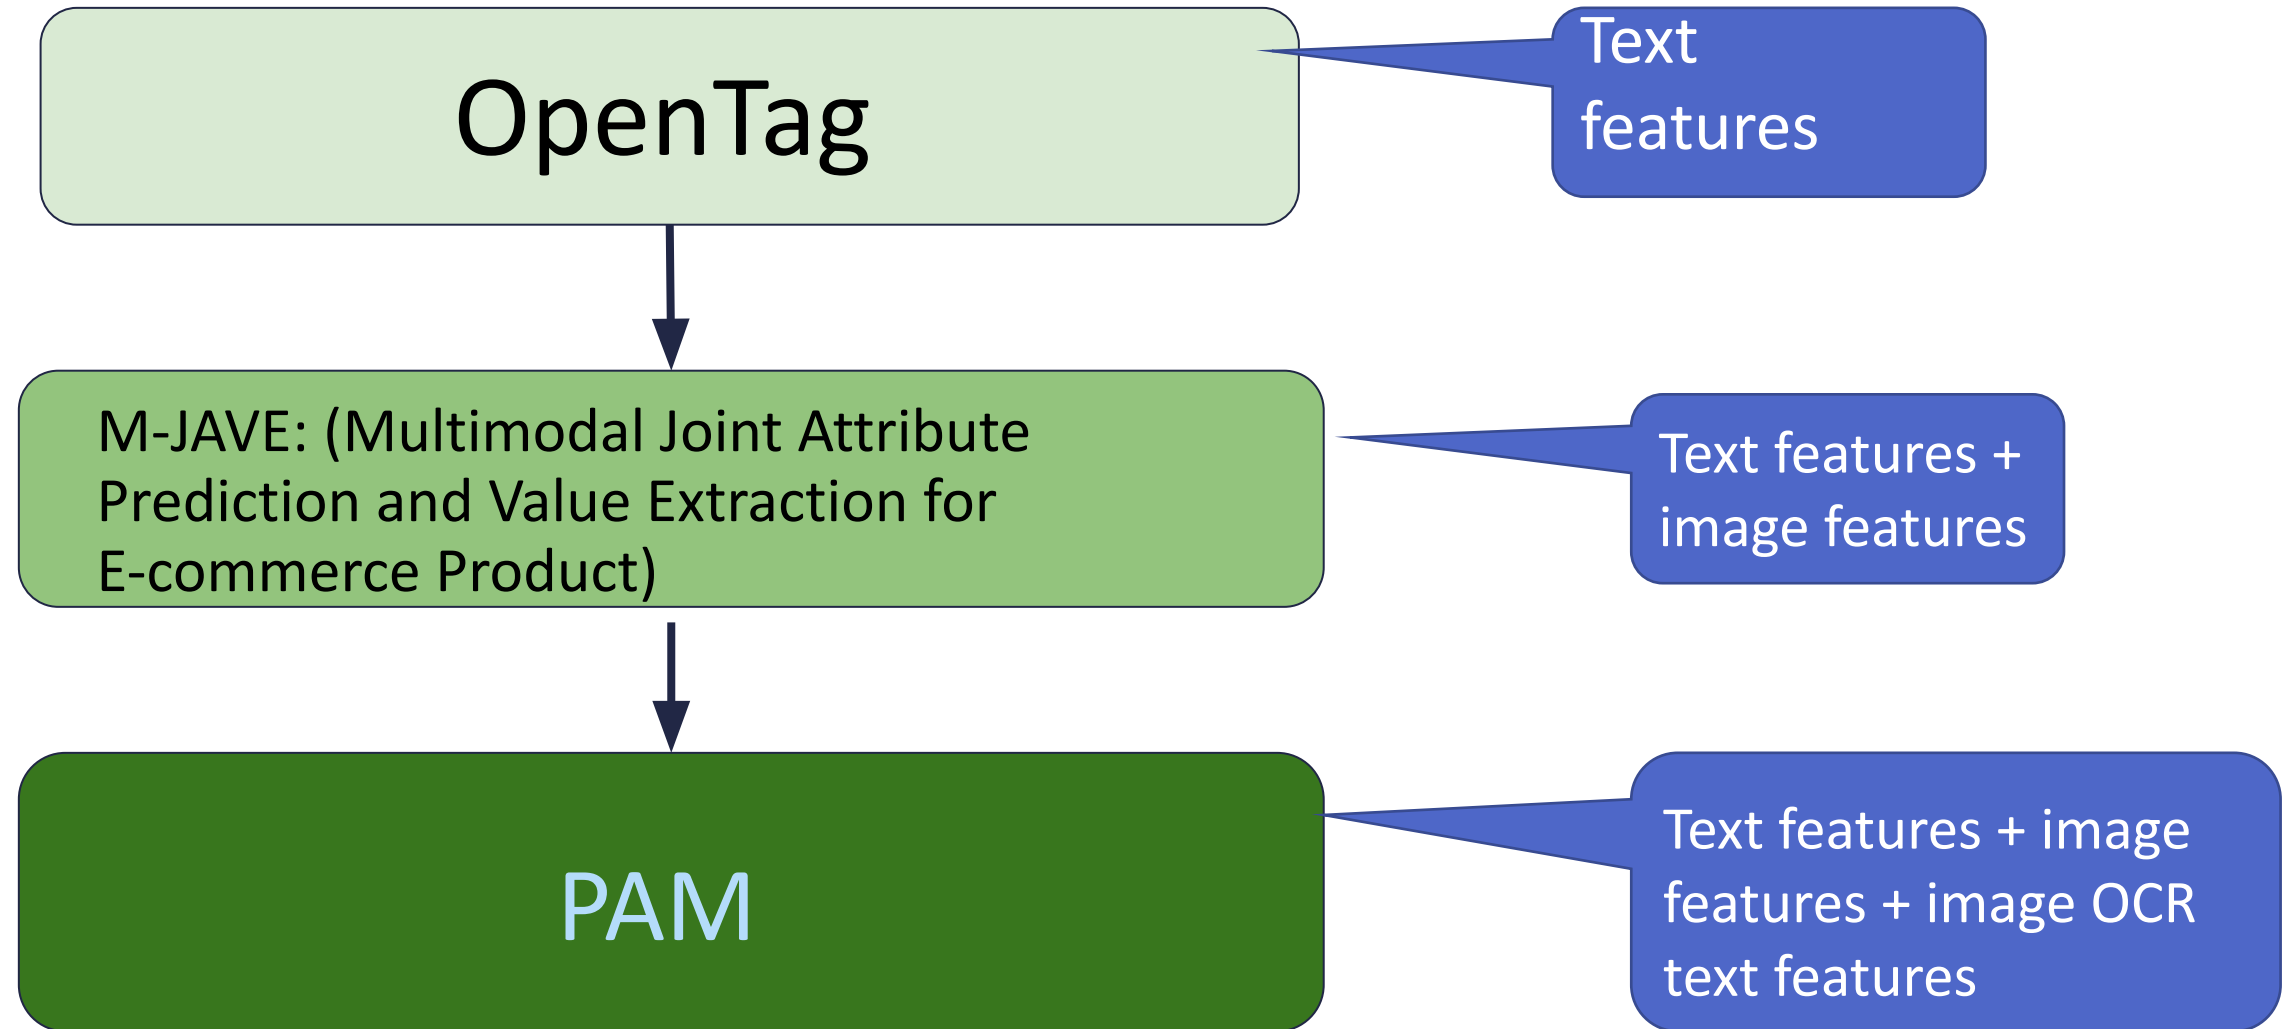 OpenTag
Text
features
M-JAVE: (Multimodal Joint Attribute
Prediction and Value Extraction for
E-commerce Product)
Text features +
image features
PAM
Text features + image
features + image OCR
text features